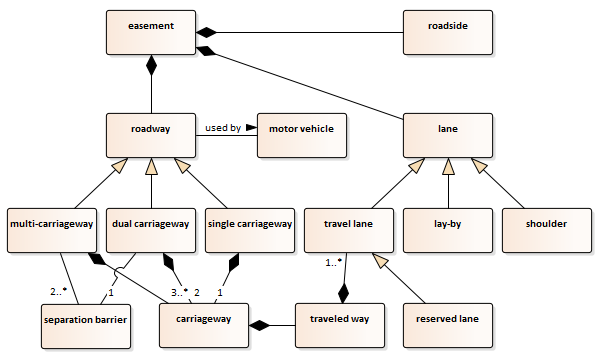 easement
roadside
roadway
used by
motor vehicle
lane
multi-carriageway
dual carriageway
single carriageway
travel lane
lay-by
shoulder
2..*
1
3..*
2
1
1..*
separation barrier
carriageway
traveled way
reserved lane